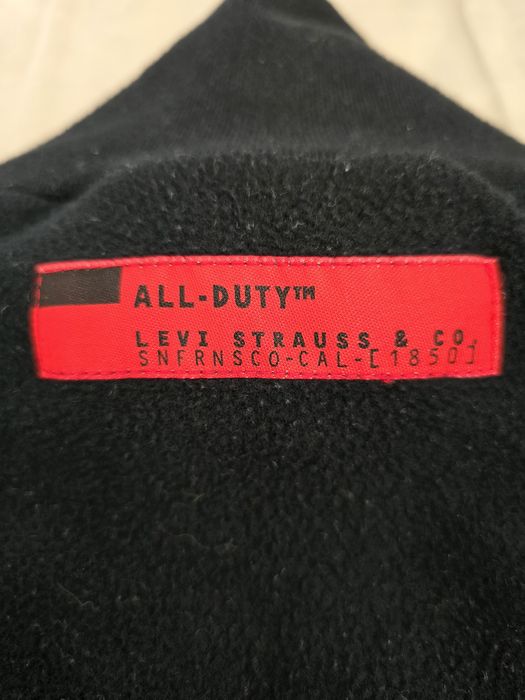 ALL-DUTY™
LEVI STRAUSS & CO.
SNFRNSCO-CAL-[1850]